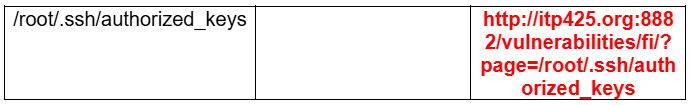 /root/.ssh/authorized_keys
http://itp425.org:888
2/vulnerabilities/fi/?
page=/root/.ssh/auth
orized_keys